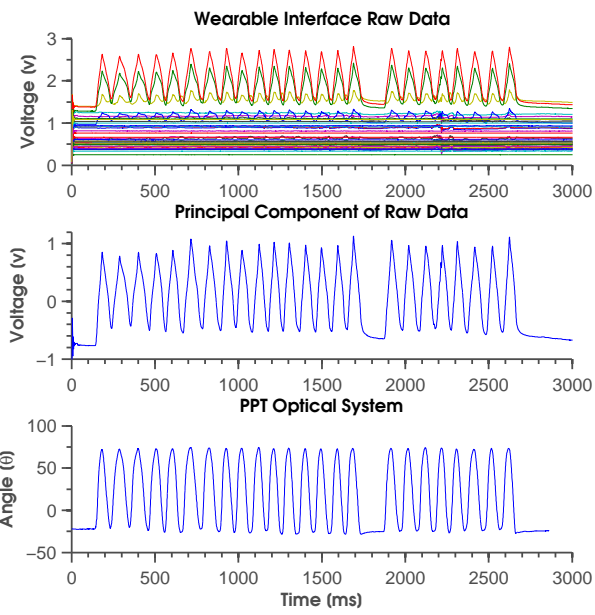 Wearable Interface Raw Data
Voltage (v)
3
2
1
0
0 500 1000 1500 2000 2500 3000
Principal Component of Raw Data
Voltage (v)
1
0
−1
0 500 1000 1500 2000 2500 3000
PPT Optical System
Angle (θ)
100
50
0
−50
0 500 1000 1500 2000 2500 3000
Time (ms)